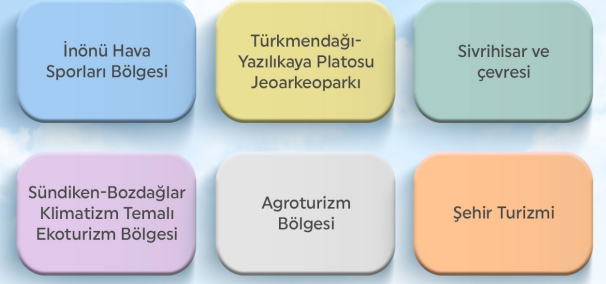 İnönü Hava
Sporları Bölgesi
Türkmendağı-
Yazılıkaya Platosu
Jeoarkeoparkı
Sivrihisar ve
çevresi
Sündiken-Bozdağlar
Klimatizm Temalı
Ekoturizm Bölgesi
Agroturizm
Bölgesi
Şehir Turizmi